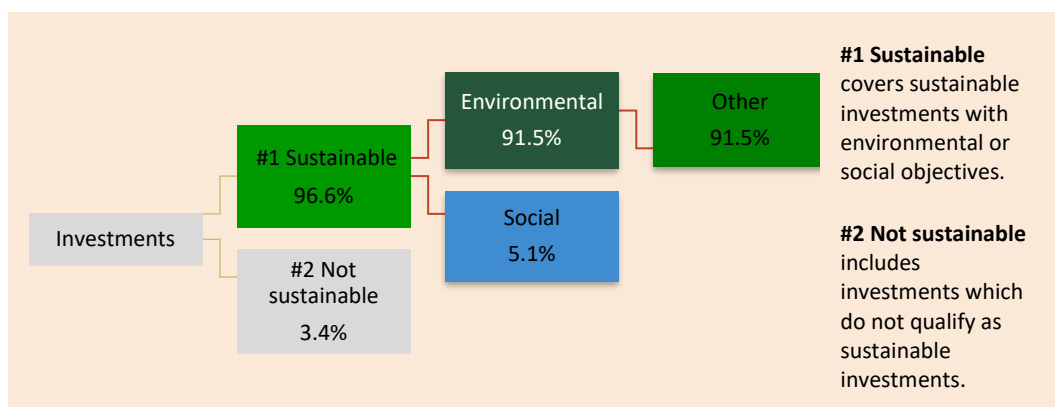 Investments
#1 Sustainable
96.6%
#2 Not
sustainable
3.4%
Environmental
91.5%
Social
5.1%
Other
91.5%
#1 Sustainable
covers sustainable
investments with
environmental or
social objectives.
#2 Not sustainable
includes
investments which
do not qualify as
sustainable
investments.